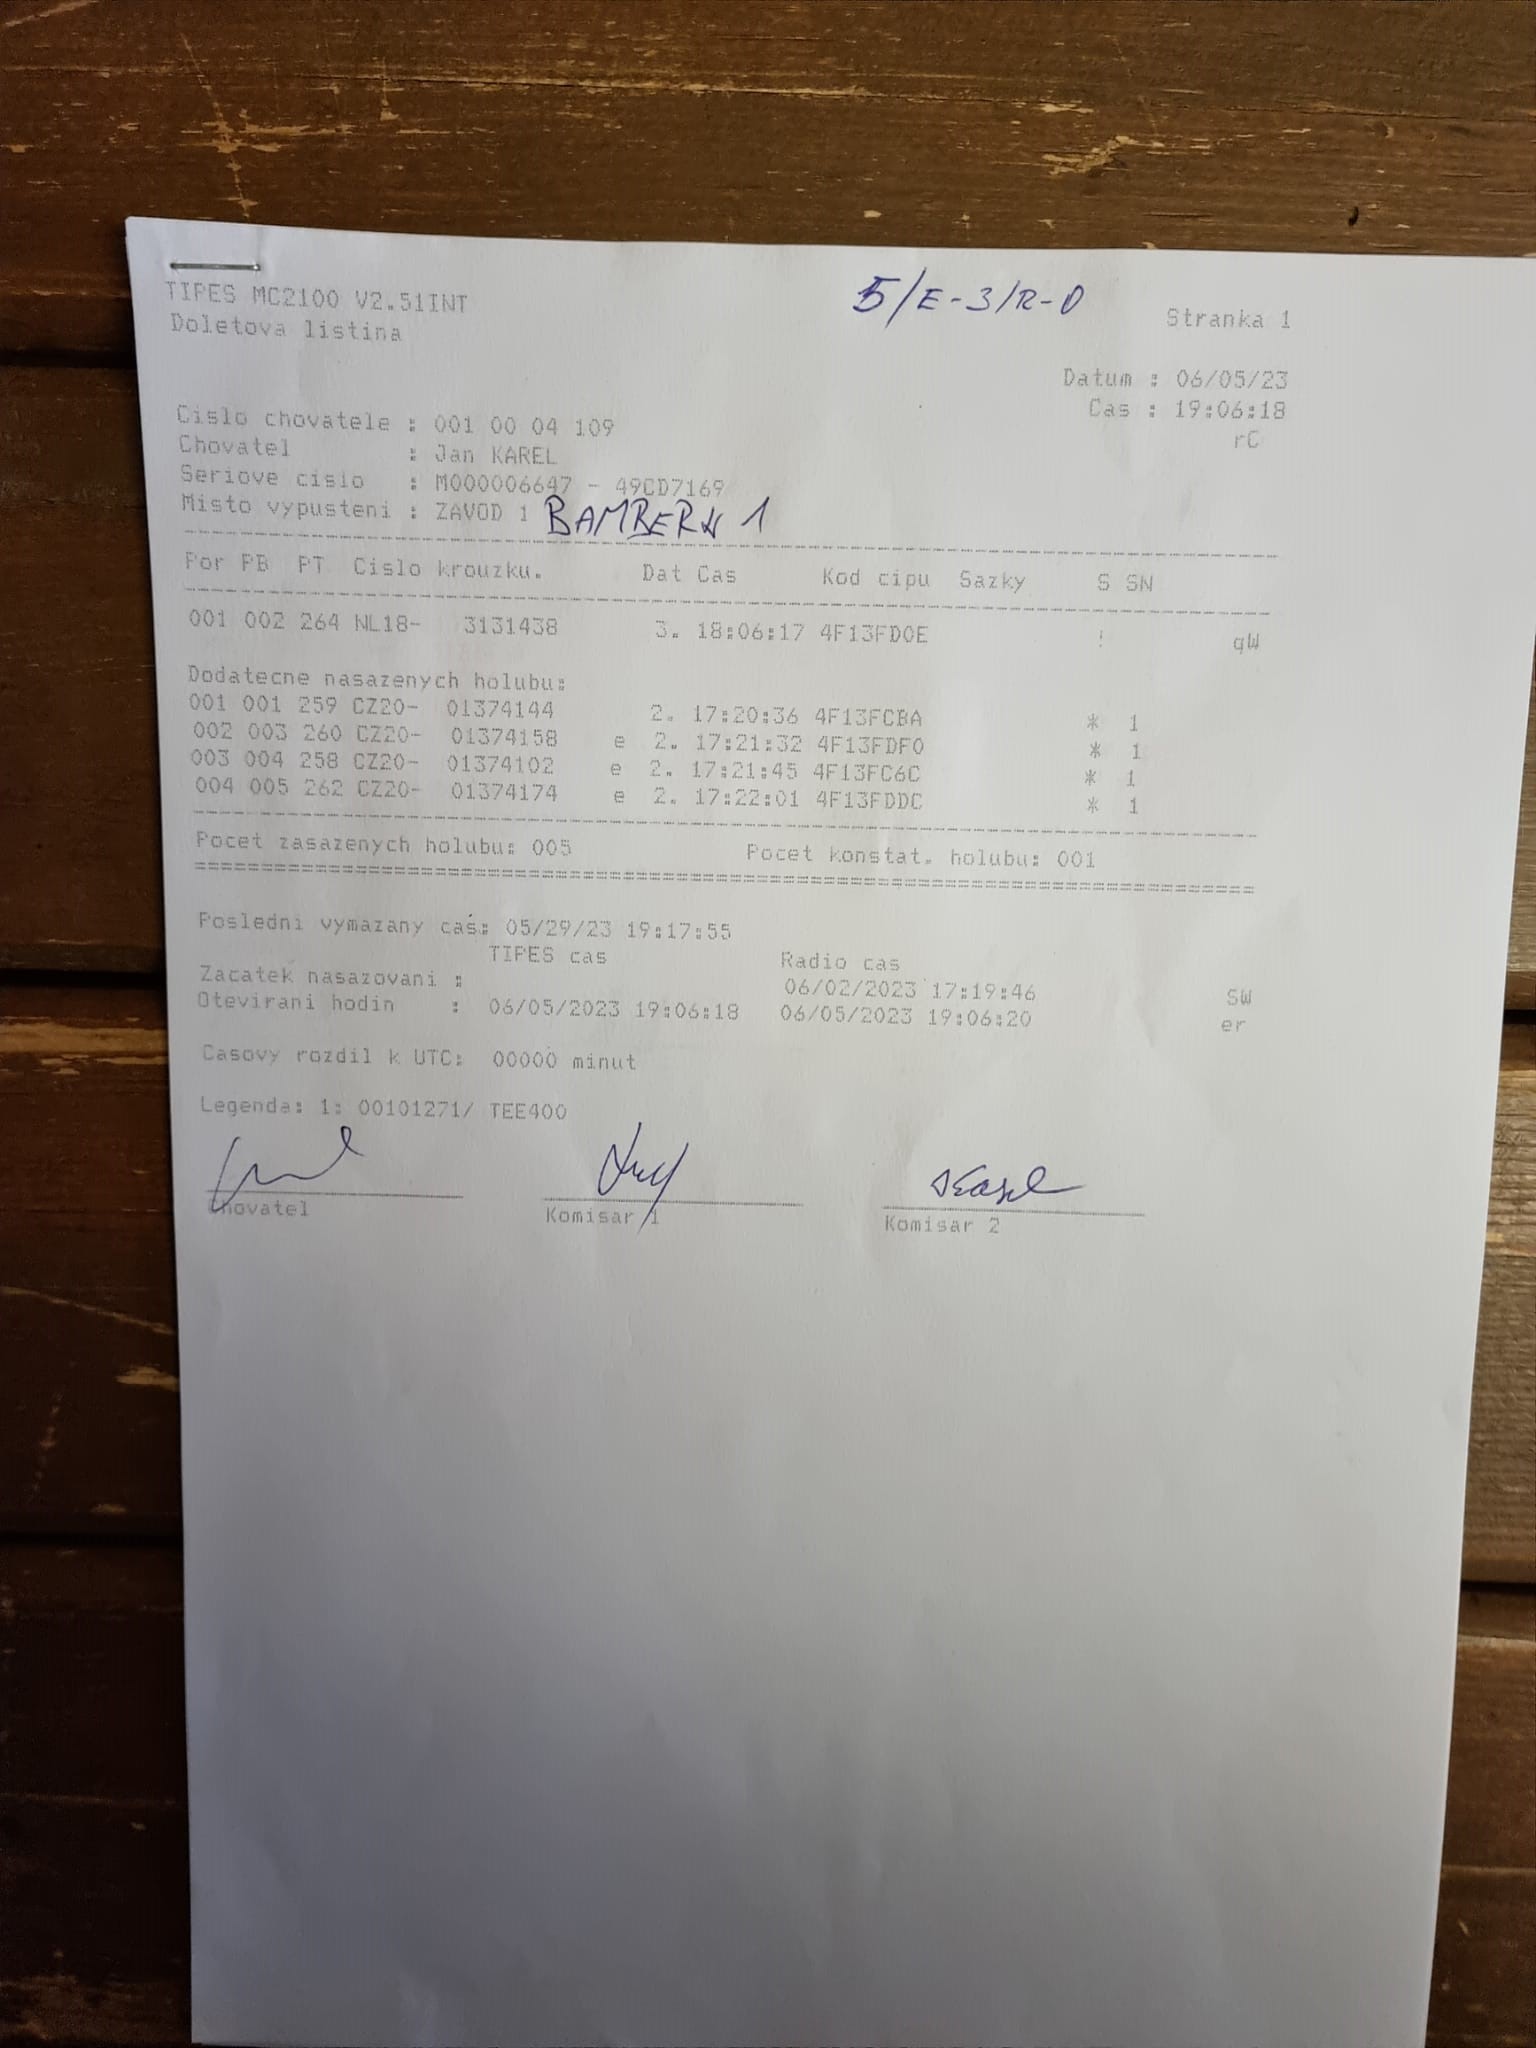 TIPES MC2100 V2.51INT 5/E-3/R-0 Stranka 1
Doletova listina
Datum : 06/05/23
Cas : 19:06:18
rC
Cislo chovatele : 001 00 04 109
Chovatel : Jan KAREL
Seriove cislo : M000006647 - 49CD7169
Misto vypusteni : ZAVOD 1 BAMBERK 1
Por PB PT Cislo krouzku. Dat Cas Kod cipu Sazky S SN
001 002 264 NL18- 3131438 3. 18:06:17 4F13FD0E ! qW
Dodatecne nasazenych holubu:
001 001 259 CZ20- 01374144 2. 17:20:36 4F13FCBA * 1
002 003 260 CZ20- 01374158 e 2. 17:21:32 4F13FDF0 * 1
003 004 258 CZ20- 01374102 e 2. 17:21:45 4F13FC6C * 1
004 005 262 CZ20- 01374174 e 2. 17:22:01 4F13FDDC * 1
Pocet zasazenych holubu: 005 Pocet konstat. holubu: 001
Posledni vymazany cas: 05/29/23 19:17:55
TIPES cas Radio cas
Zacatek nasazovani : 06/02/2023 17:19:46 SW
Otevirani hodin : 06/05/2023 19:06:18 06/05/2023 19:06:20 er
Casovy rozdil k UTC: 00000 minut
Legenda: 1: 00101271/ TEE400
Chovatel Komisar 1 Komisar 2